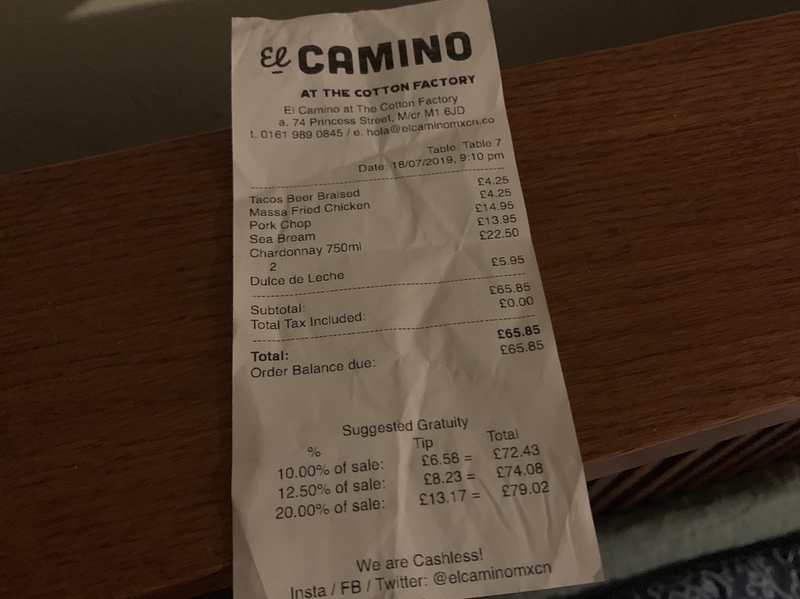 El CAMINO
AT THE COTTON FACTORY
El Camino at The Cotton Factory
a. 74 Princess Street, M/cr M1 6JD
t. 0161 989 0845 / e. hola@elcaminomxcn.co
Table: Table 7
Date: 18/07/2019, 9:10 pm
Tacos Beer Braised £4.25
Massa Fried Chicken £4.25
Pork Chop £14.95
Sea Bream £13.95
Chardonnay 750ml £22.50
2
Dulce de Leche £5.95
Subtotal: £65.85
Total Tax Included: £0.00
Total: £65.85
Order Balance due: £65.85
Suggested Gratuity
% Tip Total
10.00% of sale: £6.58 = £72.43
12.50% of sale: £8.23 = £74.08
20.00% of sale: £13.17 = £79.02
We are Cashless!
Insta / FB / Twitter: @elcaminomxcn